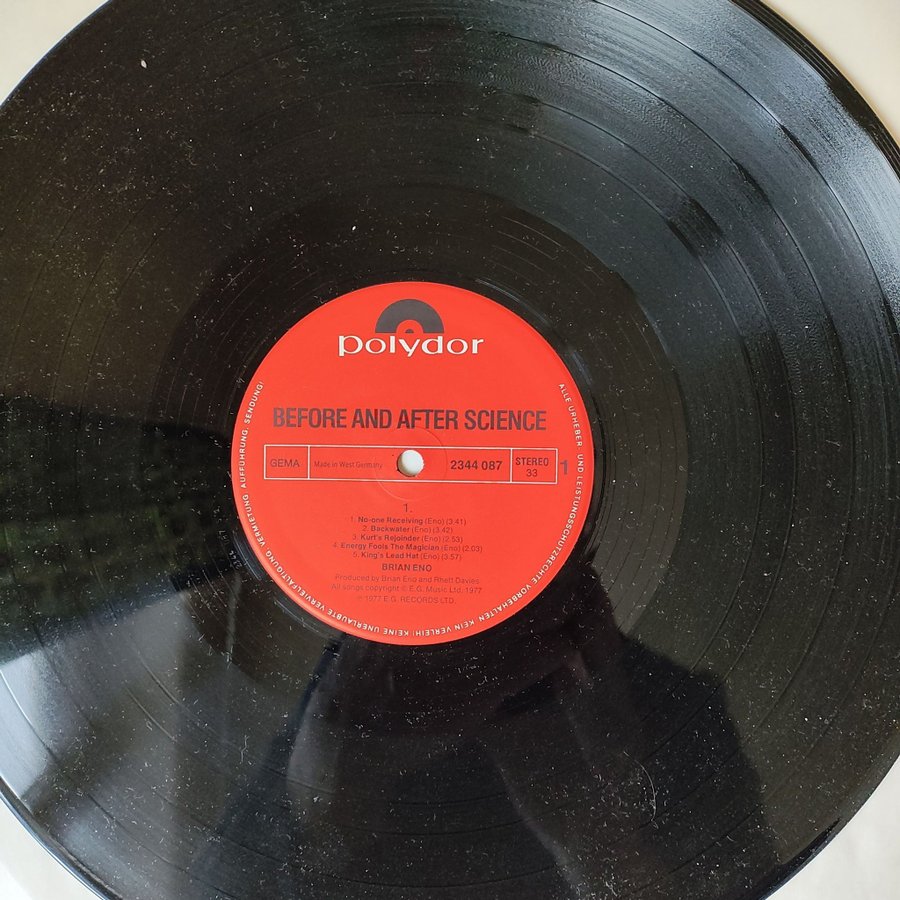 polydor
BEFORE AND AFTER SCIENCE
GEMA
Made in West Germany
2344 087
STEREO
33
1
1.
1. No-one Receiving (Eno) (3.41)
2. Backwater (Eno) (3.42)
3. Kurt's Rejoinder (Eno) (2.53)
4. Energy Fools The Magician (Eno) (2.03)
5. King's Lead Hat (Eno) (3.57)
BRIAN ENO
Produced by Brian Eno and Rhett Davies
All songs copyright © E.G. Music Ltd. 1977
℗ 1977 E.G. RECORDS LTD.
ALLE URHEBER- UND LEISTUNGSSCHUTZRECHTE VORBEHALTEN KEIN VERLEIH! KEINE UNERLAUBTE VERVIELFÄLTIGUNG, VERMIETUNG, AUFFÜHRUNG, SENDUNG!